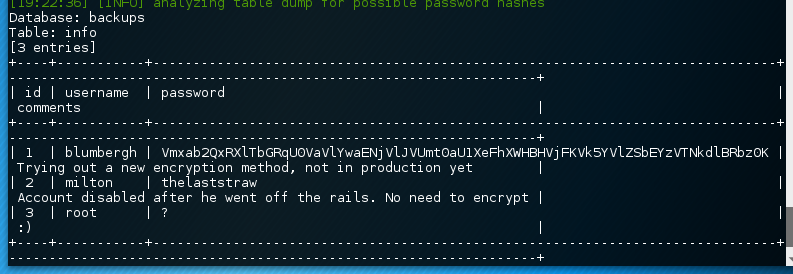 [19:22:36] [INFO] analyzing table dump for possible password hashes
Database: backups
Table: info
[3 entries]
+----+-----------+------------------------------------------------------------------------------+
-------------------------------------------------------------------+
| id | username  | password                                                                     |
 comments                                                          |
+----+-----------+------------------------------------------------------------------------------+
-------------------------------------------------------------------+
| 1  | blumbergh | Vmxab2QxRXlTbGRqU0VaVlYwaENjVlJVUmt0aU1XeFhXWHBHVjFKVk5YVlZSbEYzVTNkdlBRbz0K |
 Trying out a new encryption method, not in production yet         |
| 2  | milton    | thelaststraw                                                                 |
 Account disabled after he went off the rails. No need to encrypt |
| 3  | root      | ?                                                                            |
 :)                                                                |
+----+-----------+------------------------------------------------------------------------------+
-------------------------------------------------------------------+